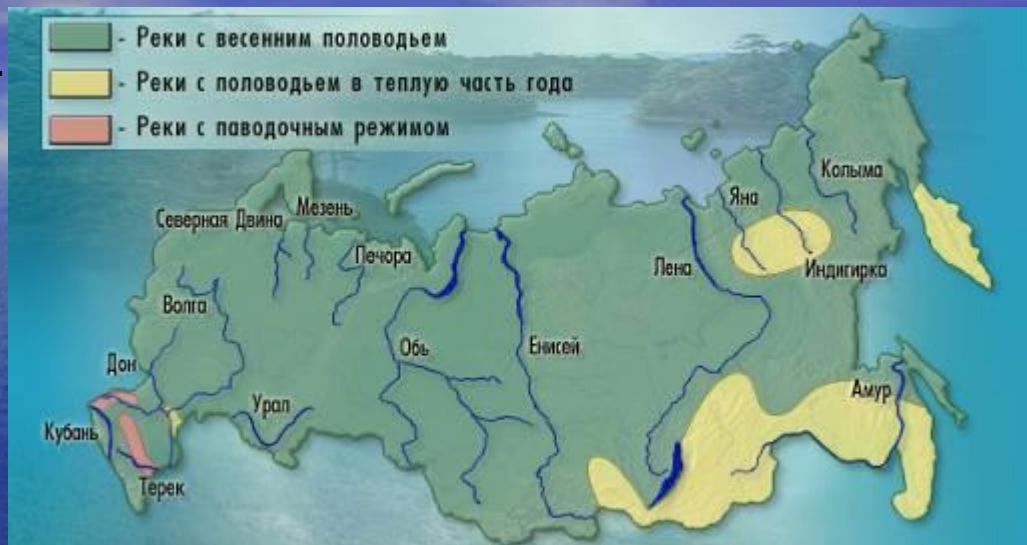 - Реки с весенним половодьем
- Реки с половодьем в теплую часть года
- Реки с паводочным режимом
Колыма
Яна
Мезень
Северная Двина
Печора
Лена
Индигирка
Волга
Обь
Енисей
Дон
Амур
Урал
Кубань
Терек